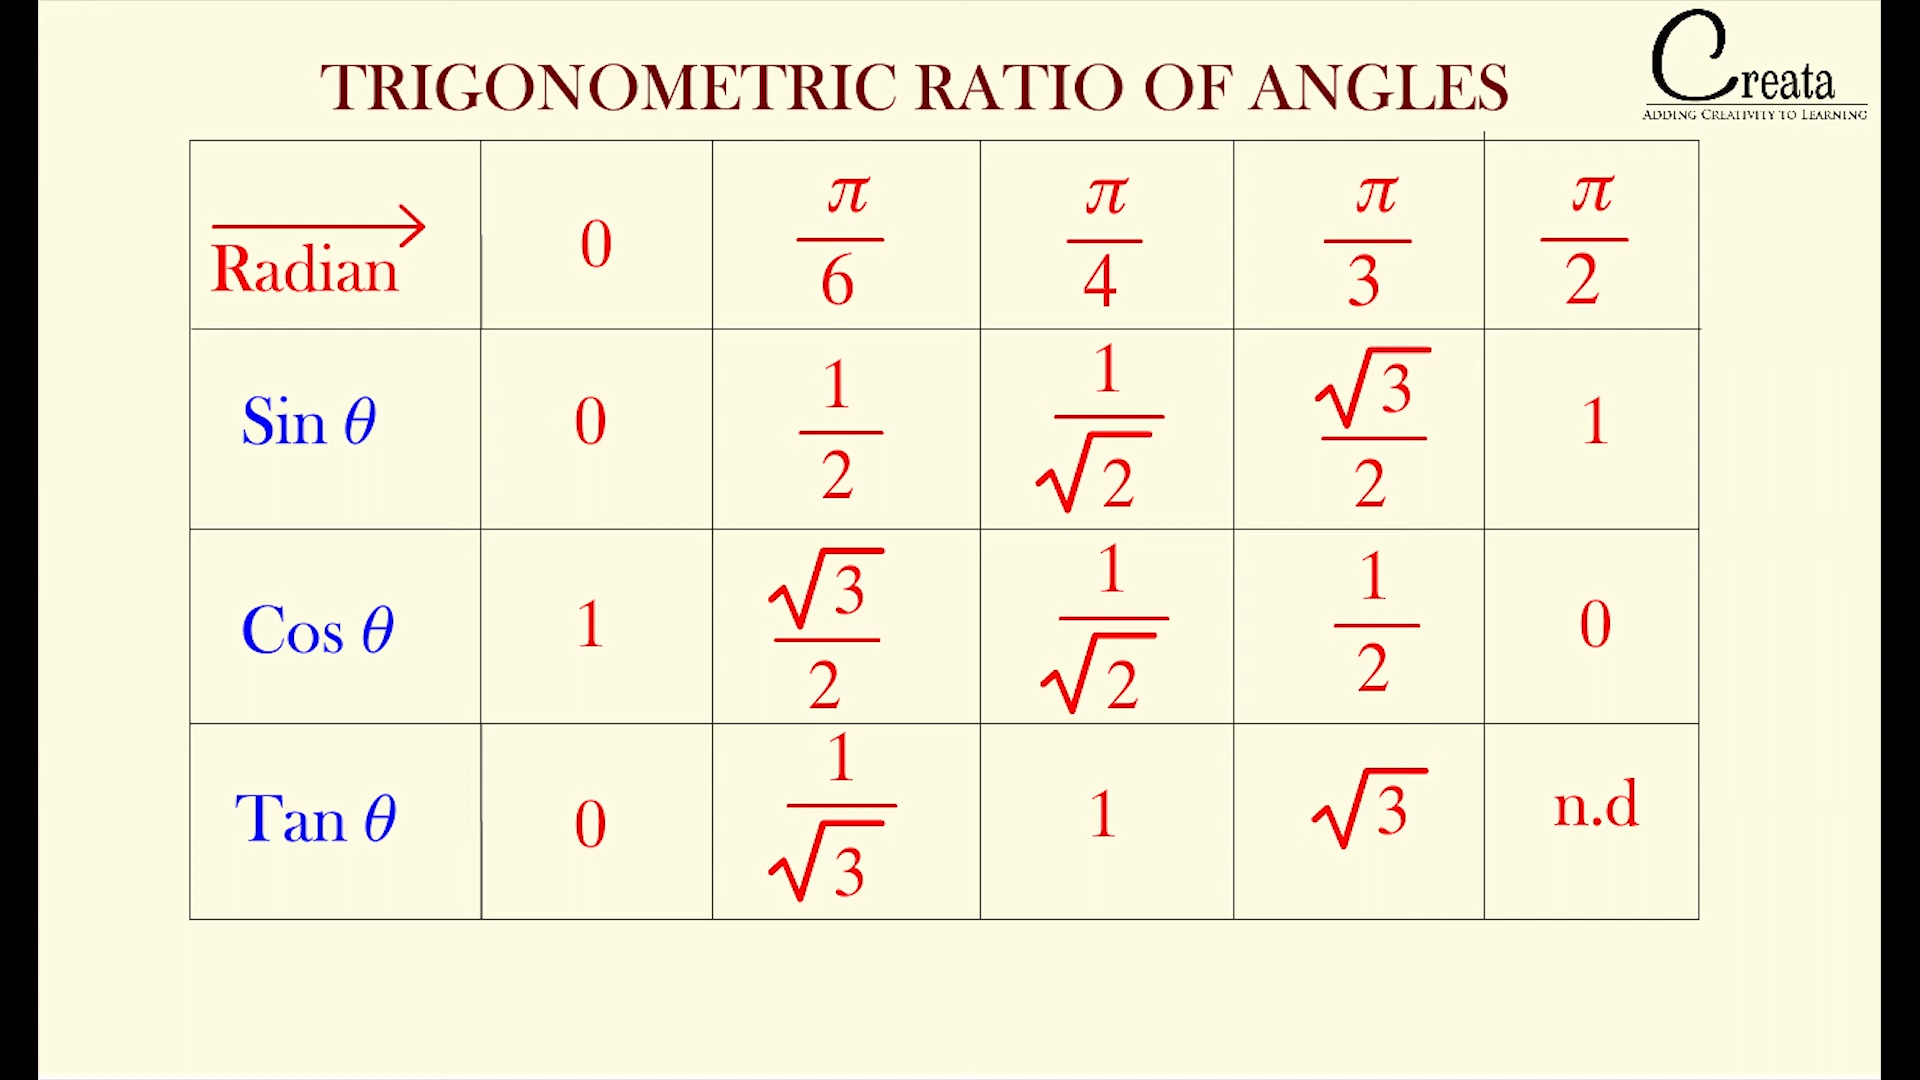 TRIGONOMETRIC RATIO OF ANGLES
Creata
ADDING CREATIVITY TO LEARNING
Radian 0 π/6 π/4 π/3 π/2
Sin θ 0 1/2 1/√2 √3/2 1
Cos θ 1 √3/2 1/√2 1/2 0
Tan θ 0 1/√3 1 √3 n.d